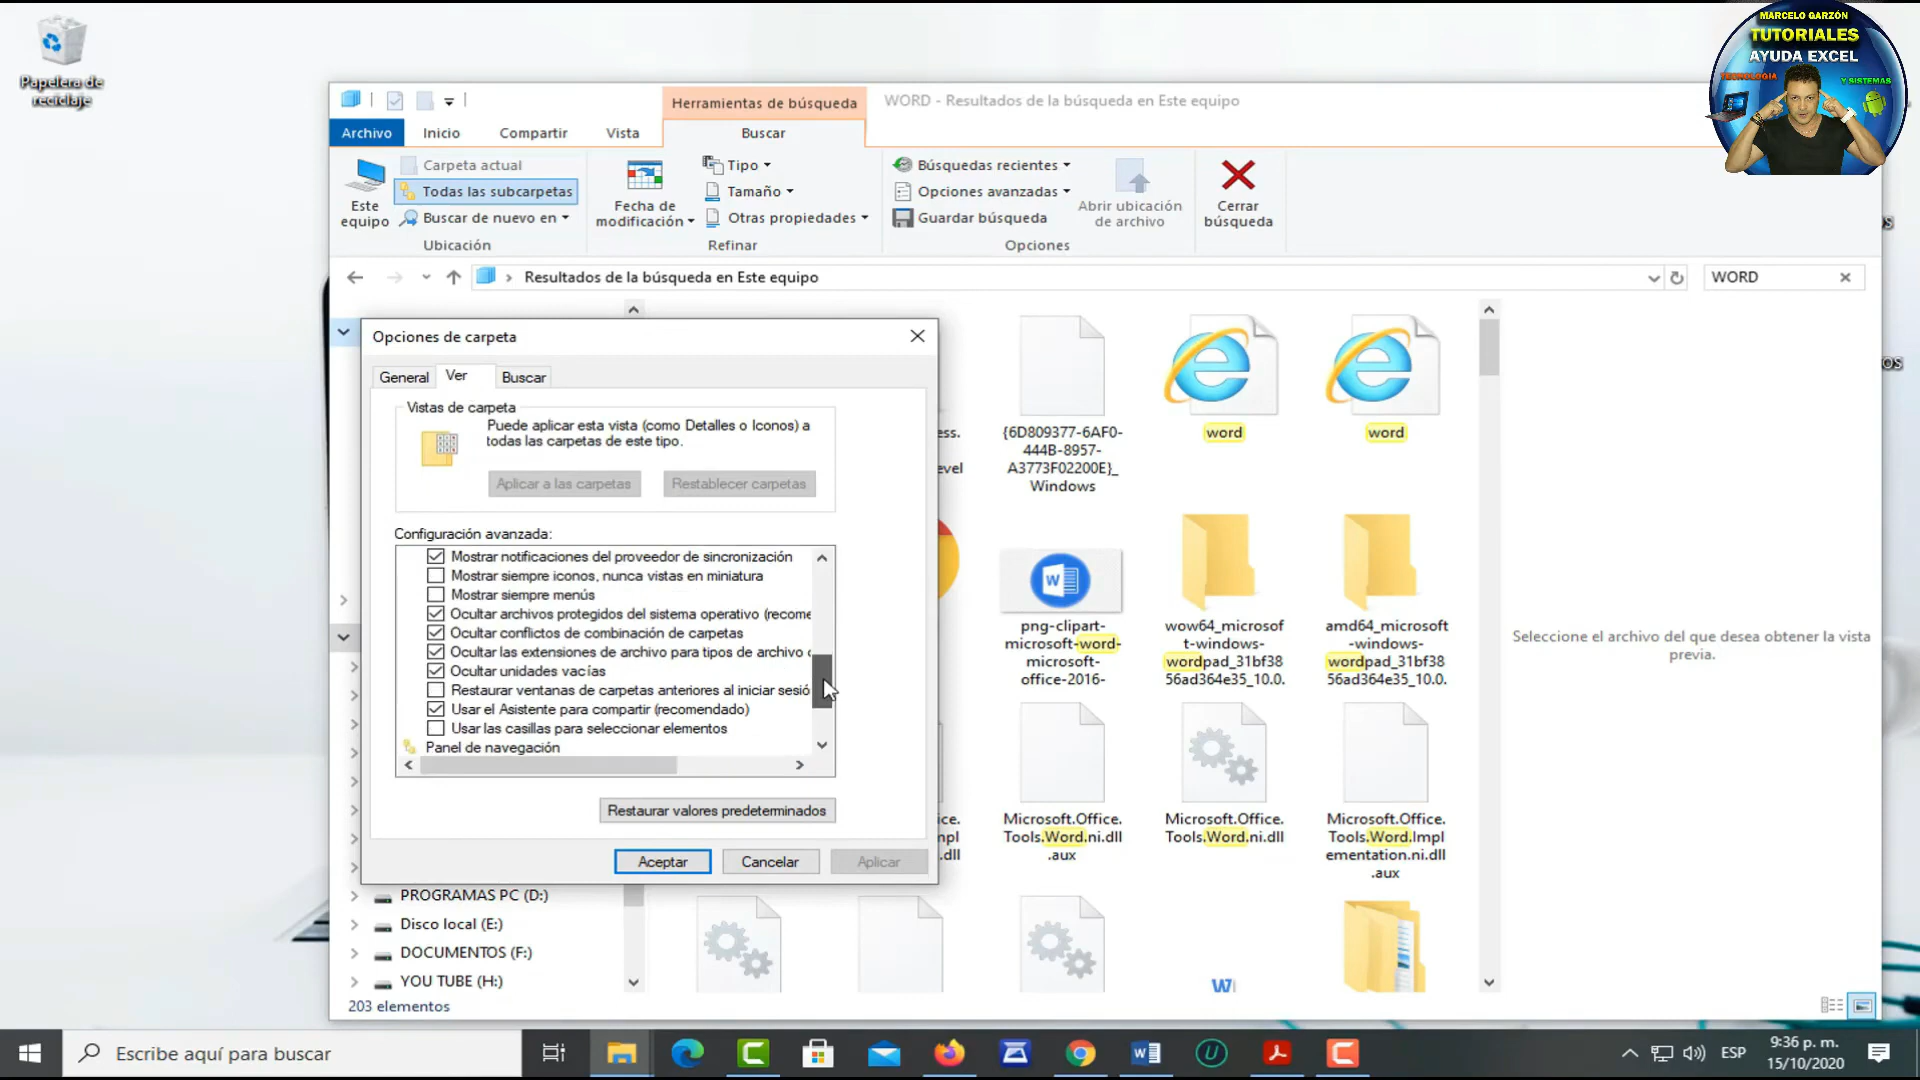 Papelera de
reciclaje
MARCELO GARZÓN
TUTORIALES
AYUDA EXCEL
TECNOLOGIA
Y SISTEMAS
Herramientas de búsqueda
WORD - Resultados de la búsqueda en Este equipo
Archivo
Inicio
Compartir
Vista
Buscar
Este
equipo
Carpeta actual
Todas las subcarpetas
Buscar de nuevo en
Ubicación
Fecha de
modificación
Tipo
Tamaño
Otras propiedades
Refinar
Búsquedas recientes
Opciones avanzadas
Guardar búsqueda
Abrir ubicación
de archivo
Opciones
Cerrar
búsqueda
Resultados de la búsqueda en Este equipo
WORD
Opciones de carpeta
General
Ver
Buscar
Vistas de carpeta
Puede aplicar esta vista (como Detalles o Iconos) a
todas las carpetas de este tipo.
Aplicar a las carpetas
Restablecer carpetas
Configuración avanzada:
Mostrar notificaciones del proveedor de sincronización
Mostrar siempre iconos, nunca vistas en miniatura
Mostrar siempre menús
Ocultar archivos protegidos del sistema operativo (recome
Ocultar conflictos de combinación de carpetas
Ocultar las extensiones de archivo para tipos de archivo
Ocultar unidades vacías
Restaurar ventanas de carpetas anteriores al iniciar sesió
Usar el Asistente para compartir (recomendado)
Usar las casillas para seleccionar elementos
Panel de navegación
Restaurar valores predeterminados
Aceptar
Cancelar
Aplicar
ess.
evel
{6D809377-6AF0-
444B-8957-
A3773F02200E}_
Windows
word
word
png-clipart-
microsoft-word-
microsoft-
office-2016-
wow64_microsof
t-windows-
wordpad_31bf38
56ad364e35_10.0.
amd64_microsoft
-windows-
wordpad_31bf38
56ad364e35_10.0.
Seleccione el archivo del que desea obtener la vista
previa.
ce.
npl
.dll
Microsoft.Office.
Tools.Word.ni.dll
.aux
Microsoft.Office.
Tools.Word.ni.dll
Microsoft.Office.
Tools.Word.Impl
ementation.ni.dll
.aux
PROGRAMAS PC (D:)
Disco local (E:)
DOCUMENTOS (F:)
YOU TUBE (H:)
203 elementos
Escribe aquí para buscar
ESP
9:36 p. m.
15/10/2020